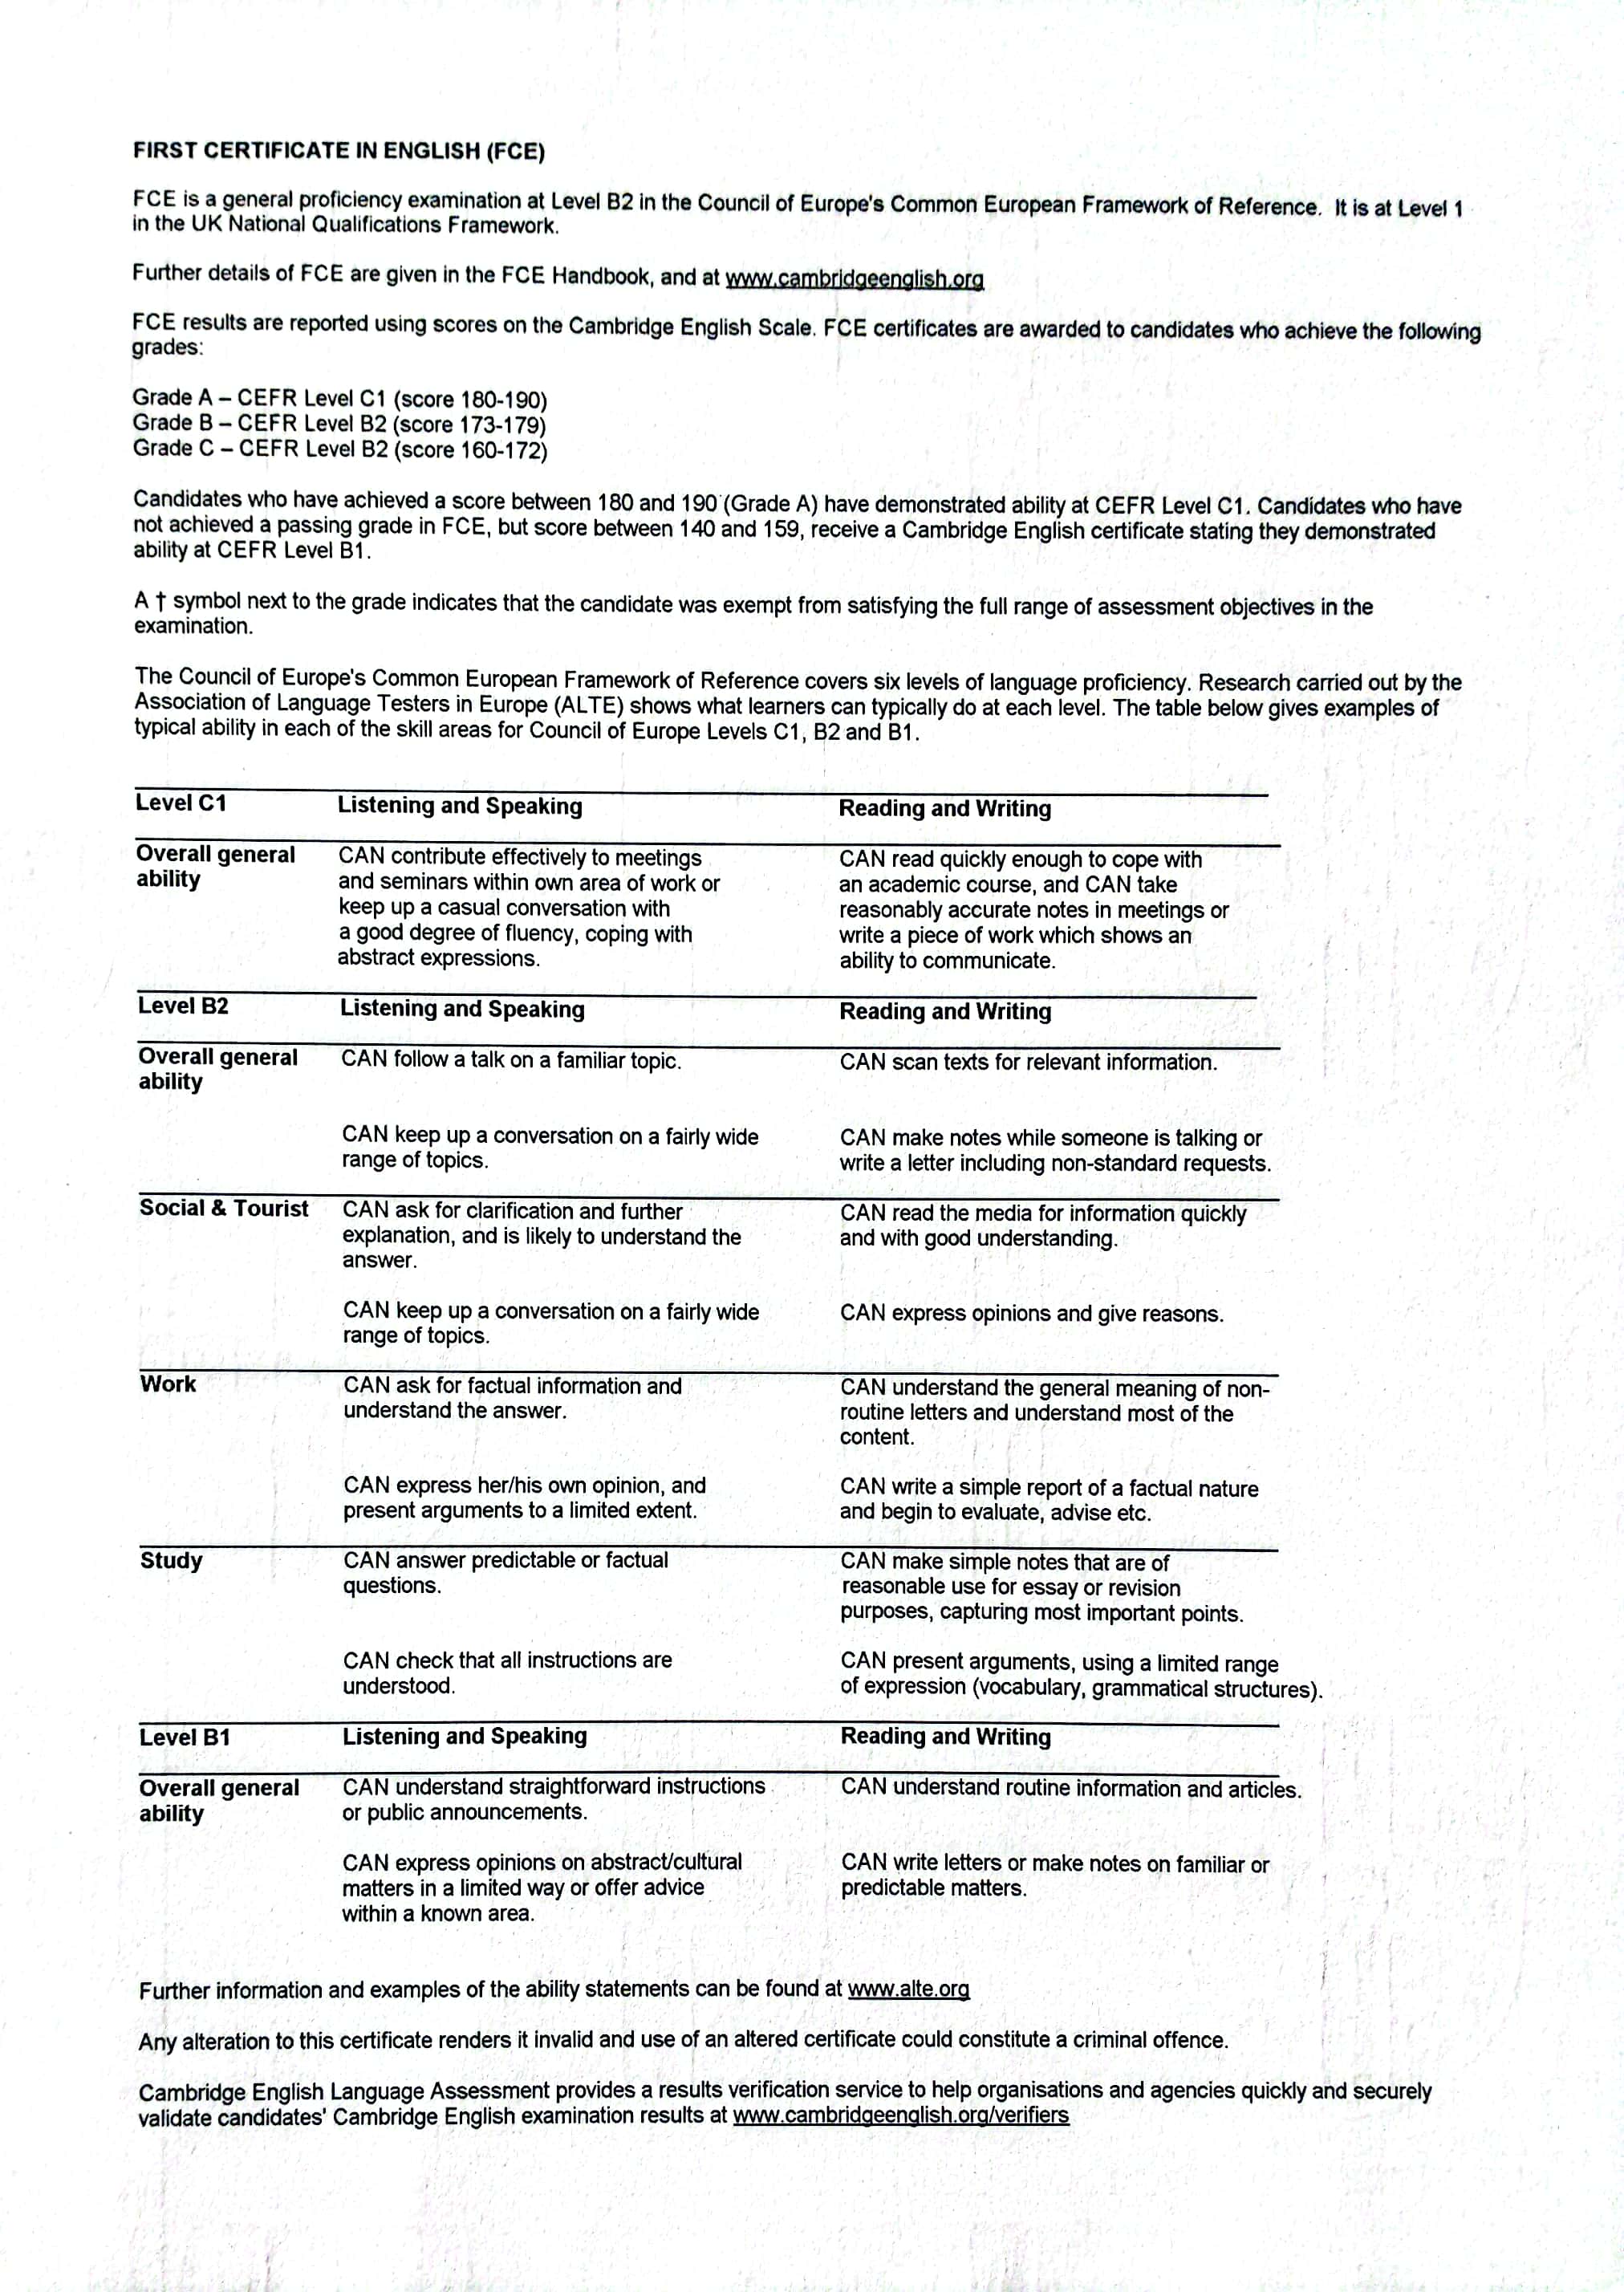 FIRST CERTIFICATE IN ENGLISH (FCE)
FCE is a general proficiency examination at Level B2 in the Council of Europe's Common European Framework of Reference. It is at Level 1
in the UK National Qualifications Framework.
Further details of FCE are given in the FCE Handbook, and at www.cambridgeenglish.org
FCE results are reported using scores on the Cambridge English Scale. FCE certificates are awarded to candidates who achieve the following
grades:
Grade A – CEFR Level C1 (score 180-190)
Grade B – CEFR Level B2 (score 173-179)
Grade C – CEFR Level B2 (score 160-172)
Candidates who have achieved a score between 180 and 190 (Grade A) have demonstrated ability at CEFR Level C1. Candidates who have
not achieved a passing grade in FCE, but score between 140 and 159, receive a Cambridge English certificate stating they demonstrated
ability at CEFR Level B1.
A † symbol next to the grade indicates that the candidate was exempt from satisfying the full range of assessment objectives in the
examination.
The Council of Europe's Common European Framework of Reference covers six levels of language proficiency. Research carried out by the
Association of Language Testers in Europe (ALTE) shows what learners can typically do at each level. The table below gives examples of
typical ability in each of the skill areas for Council of Europe Levels C1, B2 and B1.
Level C1 Listening and Speaking Reading and Writing
Overall general CAN contribute effectively to meetings CAN read quickly enough to cope with
ability and seminars within own area of work or an academic course, and CAN take
keep up a casual conversation with reasonably accurate notes in meetings or
a good degree of fluency, coping with write a piece of work which shows an
abstract expressions. ability to communicate.
Level B2 Listening and Speaking Reading and Writing
Overall general CAN follow a talk on a familiar topic. CAN scan texts for relevant information.
ability
CAN keep up a conversation on a fairly wide CAN make notes while someone is talking or
range of topics. write a letter including non-standard requests.
Social & Tourist CAN ask for clarification and further CAN read the media for information quickly
explanation, and is likely to understand the and with good understanding.
answer.
CAN keep up a conversation on a fairly wide CAN express opinions and give reasons.
range of topics.
Work CAN ask for factual information and CAN understand the general meaning of non-
understand the answer. routine letters and understand most of the
content.
CAN express her/his own opinion, and CAN write a simple report of a factual nature
present arguments to a limited extent. and begin to evaluate, advise etc.
Study CAN answer predictable or factual CAN make simple notes that are of
questions. reasonable use for essay or revision
purposes, capturing most important points.
CAN check that all instructions are CAN present arguments, using a limited range
understood. of expression (vocabulary, grammatical structures).
Level B1 Listening and Speaking Reading and Writing
Overall general CAN understand straightforward instructions CAN understand routine information and articles.
ability or public announcements.
CAN express opinions on abstract/cultural CAN write letters or make notes on familiar or
matters in a limited way or offer advice predictable matters.
within a known area.
Further information and examples of the ability statements can be found at www.alte.org
Any alteration to this certificate renders it invalid and use of an altered certificate could constitute a criminal offence.
Cambridge English Language Assessment provides a results verification service to help organisations and agencies quickly and securely
validate candidates' Cambridge English examination results at www.cambridgeenglish.org/verifiers